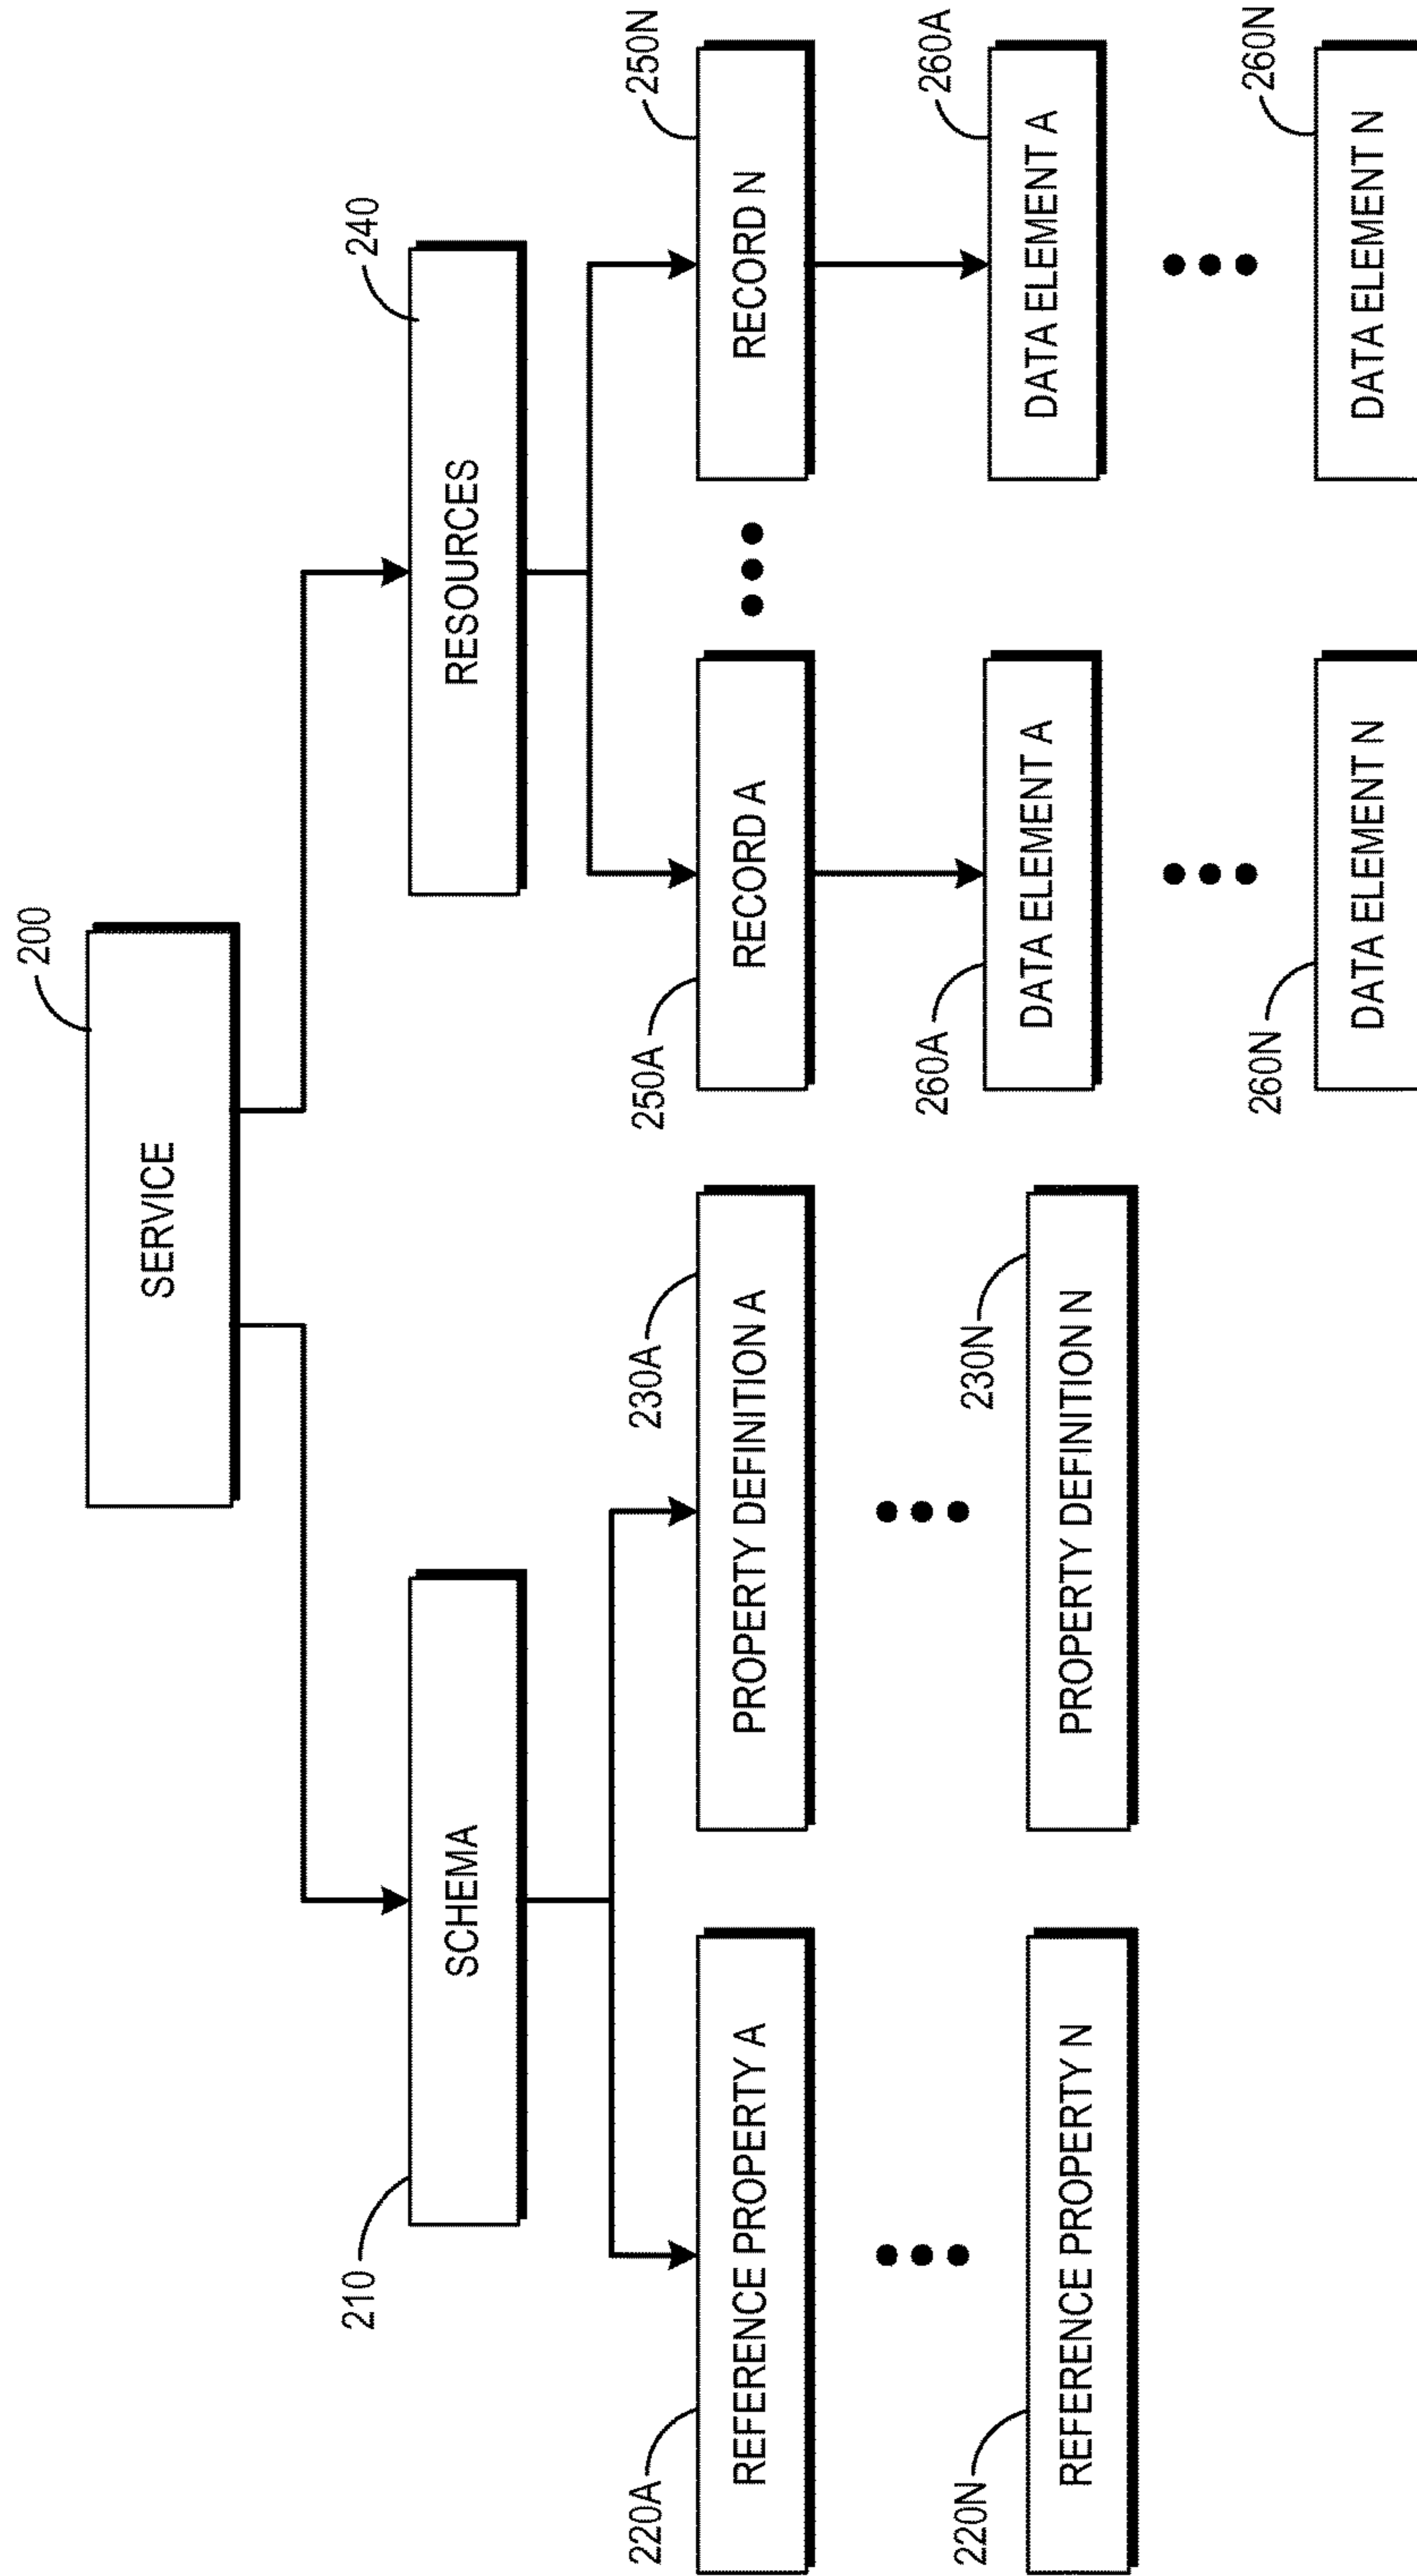 200
SERVICE
210
SCHEMA
240
RESOURCES
220A
REFERENCE PROPERTY A
230A
PROPERTY DEFINITION A
250A
RECORD A
250N
RECORD N
260A
DATA ELEMENT A
260A
DATA ELEMENT A
220N
REFERENCE PROPERTY N
230N
PROPERTY DEFINITION N
260N
DATA ELEMENT N
260N
DATA ELEMENT N